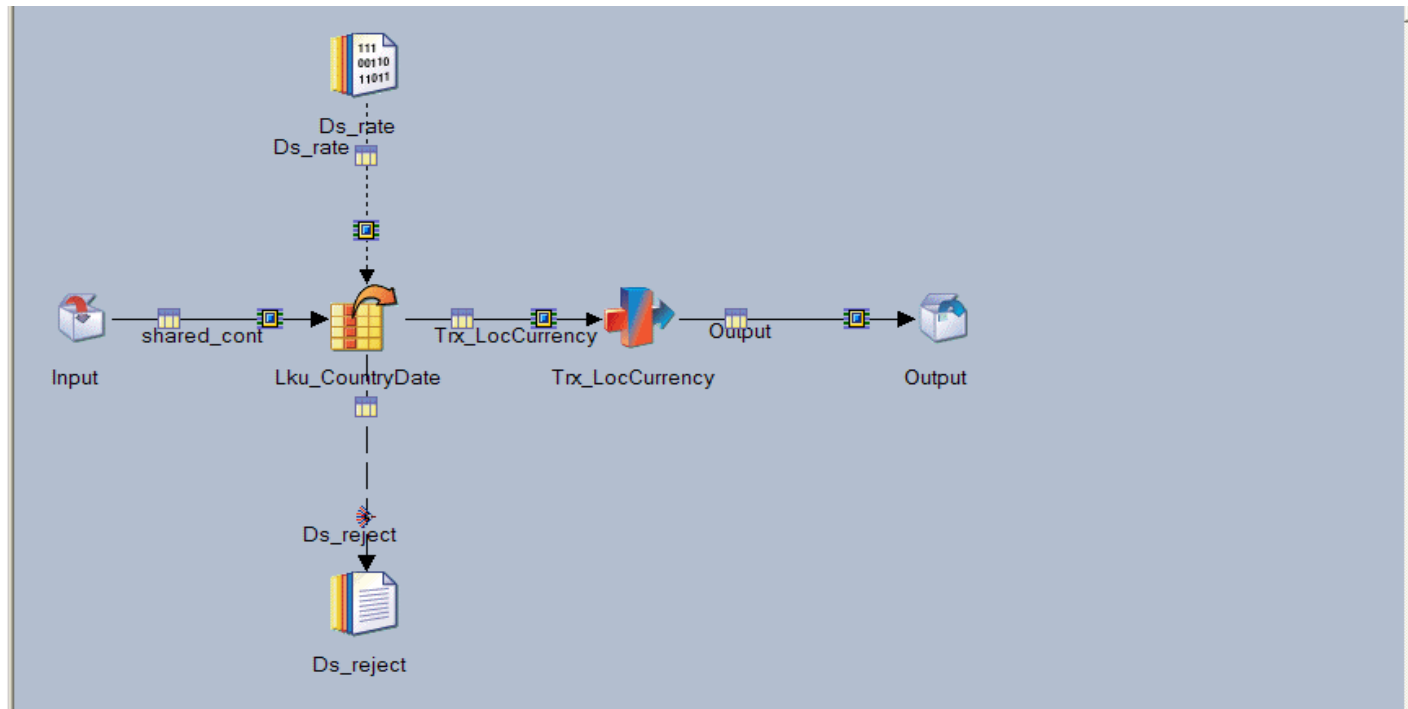 111
00110
11011
Ds_rate
Ds_rate
shared_cont
Trx_LocCurrency
Output
Input
Lku_CountryDate
Trx_LocCurrency
Output
Ds_reject
Ds_reject